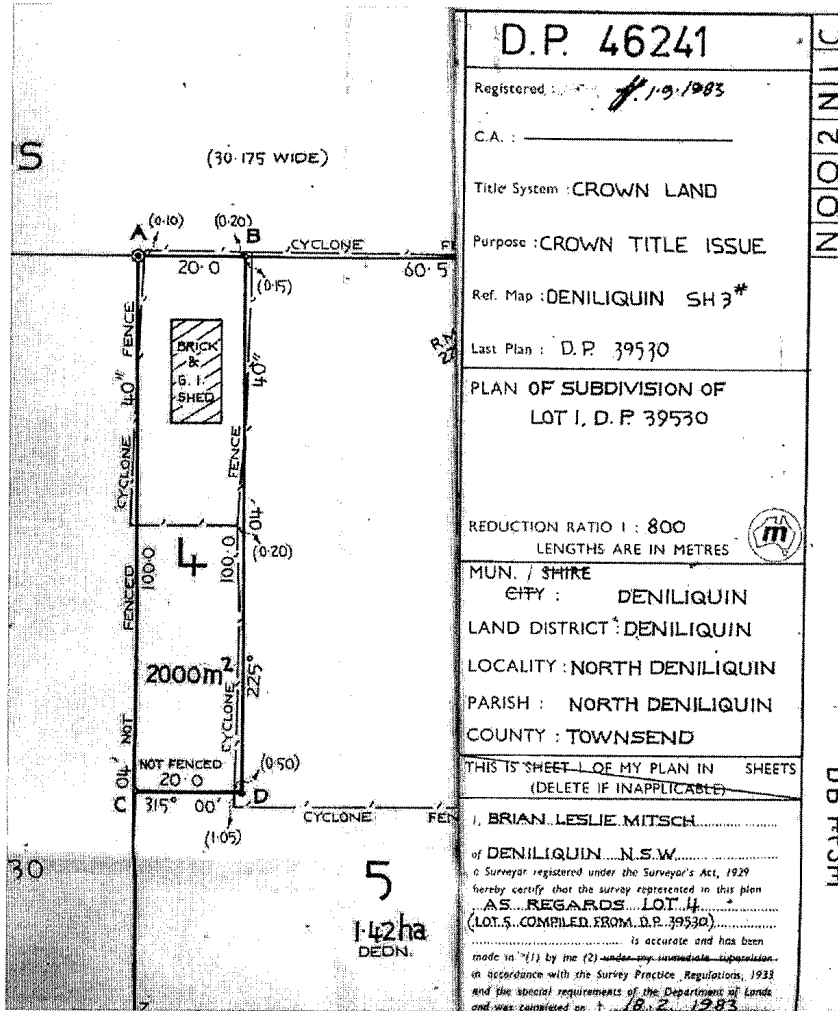 S
(30·175 WIDE)
A
(0·10)
(0·20)
B
CYCLONE
20·0
60·5
(0·15)
FENCE
BRICK
&
G. I.
SHED
40"
40"
CYCLONE
FENCE
04'
(0·20)
4
100·0
100·0
FENCED
2000m²
225°
CYCLONE
NOT
04'
NOT FENCED
20·0
(0·50)
C
315° 00'
D
(1·05)
CYCLONE
FEN
30
5
1·42ha
DEDN.
D.P. 46241
Registered : 1·9·1983
C.A. :
Title System : CROWN LAND
Purpose : CROWN TITLE ISSUE
Ref. Map : DENILIQUIN SH 3#
Last Plan : D.P. 39530
PLAN OF SUBDIVISION OF
LOT 1, D.P. 39530
REDUCTION RATIO 1 : 800
LENGTHS ARE IN METRES
m
MUN. / SHIRE
CITY : DENILIQUIN
LAND DISTRICT : DENILIQUIN
LOCALITY : NORTH DENILIQUIN
PARISH : NORTH DENILIQUIN
COUNTY : TOWNSEND
THIS IS SHEET 1 OF MY PLAN IN SHEETS
(DELETE IF INAPPLICABLE)
I, BRIAN LESLIE MITSCH
of DENILIQUIN N.S.W.
a Surveyor registered under the Surveyor's Act, 1929
hereby certify that the survey represented in this plan
AS REGARDS LOT 4
(LOT 5 COMPILED FROM D.P. 39530)
is accurate and has been
made in *(1) by me (2) under my immediate supervision
in accordance with the Survey Practice Regulations, 1933
and the special requirements of the Department of Lands
and was completed on † 18.2.1983